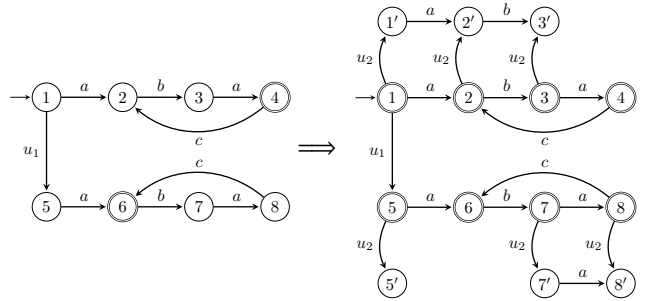 1′ a 2′ b 3′
u₂ u₂ u₂
1 a 2 b 3 a 4 1 a 2 b 3 a 4
c c
u₁ ⟹ u₁
c c
5 a 6 b 7 a 8 5 a 6 b 7 a 8
u₂ u₂ u₂
5′ 7′ a 8′